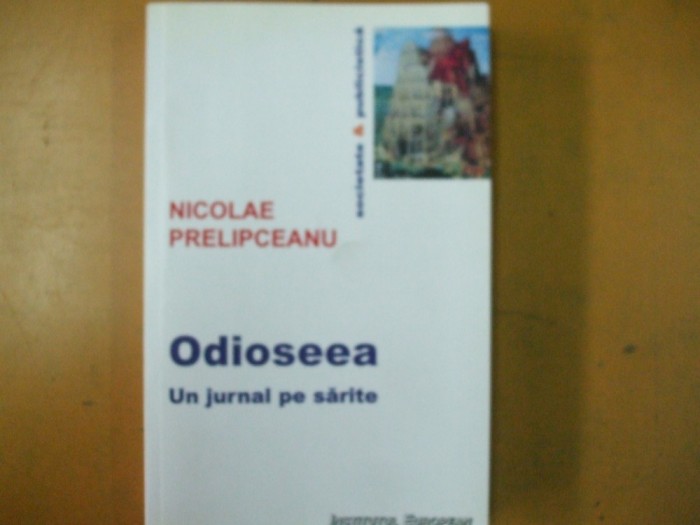 societate & publicistică
NICOLAE
PRELIPCEANU
Odioseea
Un jurnal pe sărite